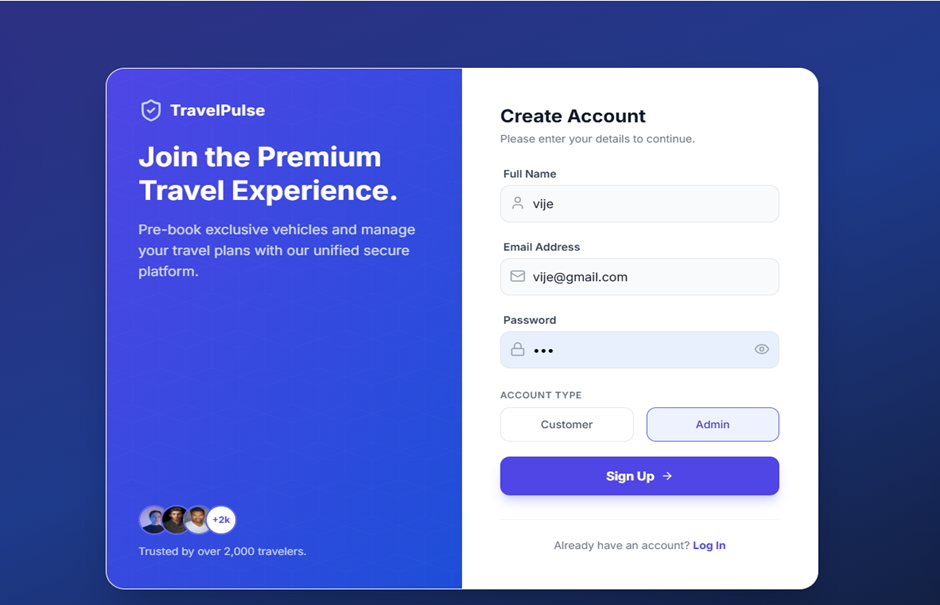 TravelPulse
Join the Premium
Travel Experience.
Pre-book exclusive vehicles and manage
your travel plans with our unified secure
platform.
+2k
Trusted by over 2,000 travelers.
Create Account
Please enter your details to continue.
Full Name
vije
Email Address
vije@gmail.com
Password
•••
ACCOUNT TYPE
Customer
Admin
Sign Up →
Already have an account? Log In